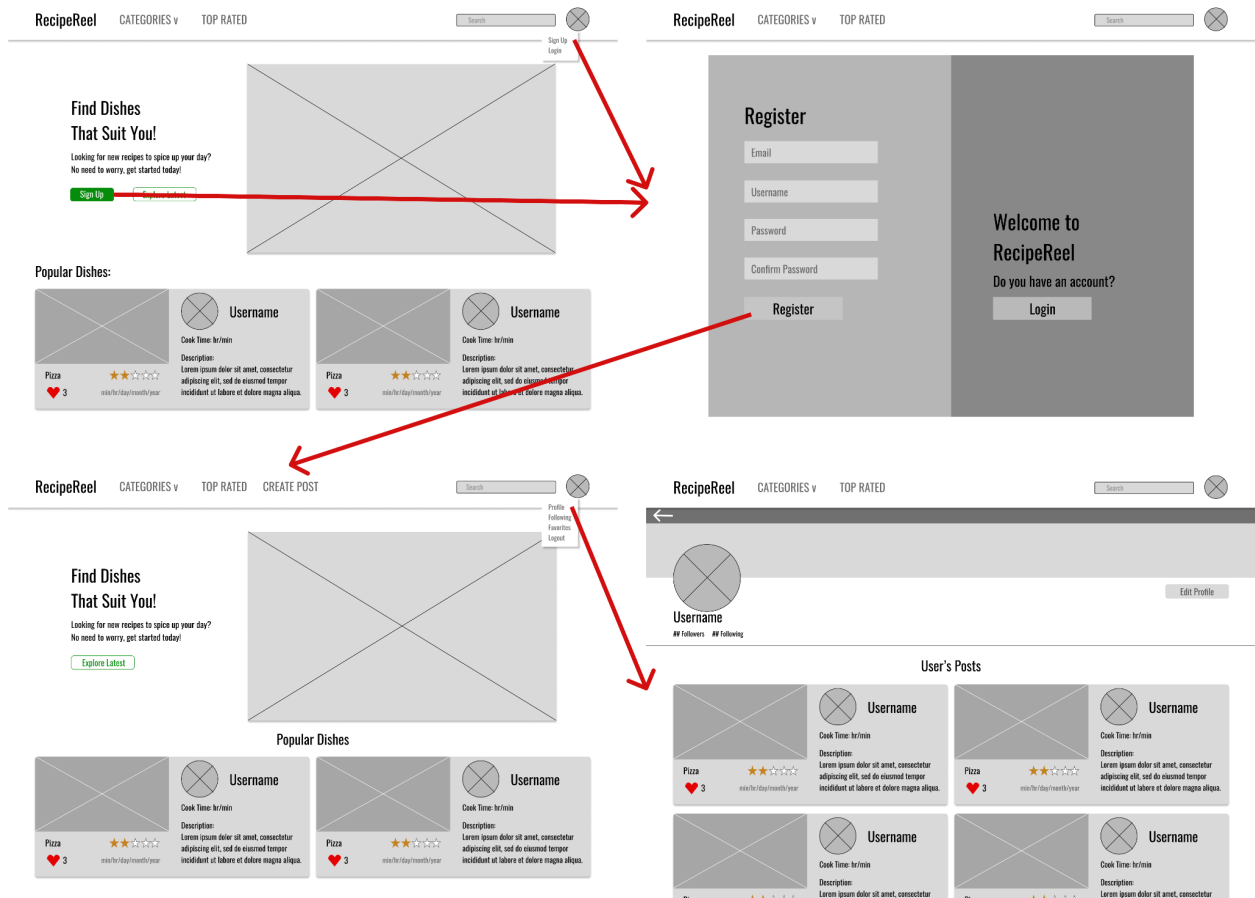 RecipeReel CATEGORIES ∨ TOP RATED Search
Sign Up
Login
Find Dishes
That Suit You!
Looking for new recipes to spice up your day?
No need to worry, get started today!
Sign Up Explore Latest
Popular Dishes:
Username
Cook Time: hr/min
Description:
Lorem ipsum dolor sit amet, consectetur
adipiscing elit, sed do eiusmod tempor
incididunt ut labore et dolore magna aliqua.
Pizza
3 min/hr/day/month/year
Username
Cook Time: hr/min
Description:
Lorem ipsum dolor sit amet, consectetur
adipiscing elit, sed do eiusmod tempor
incididunt ut labore et dolore magna aliqua.
Pizza
3 min/hr/day/month/year
RecipeReel CATEGORIES ∨ TOP RATED Search
Register
Email
Username
Password
Confirm Password
Register
Welcome to
RecipeReel
Do you have an account?
Login
RecipeReel CATEGORIES ∨ TOP RATED CREATE POST Search
Profile
Following
Favorites
Logout
Find Dishes
That Suit You!
Looking for new recipes to spice up your day?
No need to worry, get started today!
Explore Latest
Popular Dishes
Username
Cook Time: hr/min
Description:
Lorem ipsum dolor sit amet, consectetur
adipiscing elit, sed do eiusmod tempor
incididunt ut labore et dolore magna aliqua.
Pizza
3 min/hr/day/month/year
Username
Cook Time: hr/min
Description:
Lorem ipsum dolor sit amet, consectetur
adipiscing elit, sed do eiusmod tempor
incididunt ut labore et dolore magna aliqua.
Pizza
3 min/hr/day/month/year
RecipeReel CATEGORIES ∨ TOP RATED Search
Edit Profile
Username
## Followers ## Following
User's Posts
Username
Cook Time: hr/min
Description:
Lorem ipsum dolor sit amet, consectetur
adipiscing elit, sed do eiusmod tempor
incididunt ut labore et dolore magna aliqua.
Pizza
3 min/hr/day/month/year
Username
Cook Time: hr/min
Description:
Lorem ipsum dolor sit amet, consectetur
adipiscing elit, sed do eiusmod tempor
incididunt ut labore et dolore magna aliqua.
Pizza
3 min/hr/day/month/year
Username
Cook Time: hr/min
Description:
Lorem ipsum dolor sit amet, consectetur
Username
Cook Time: hr/min
Description:
Lorem ipsum dolor sit amet, consectetur